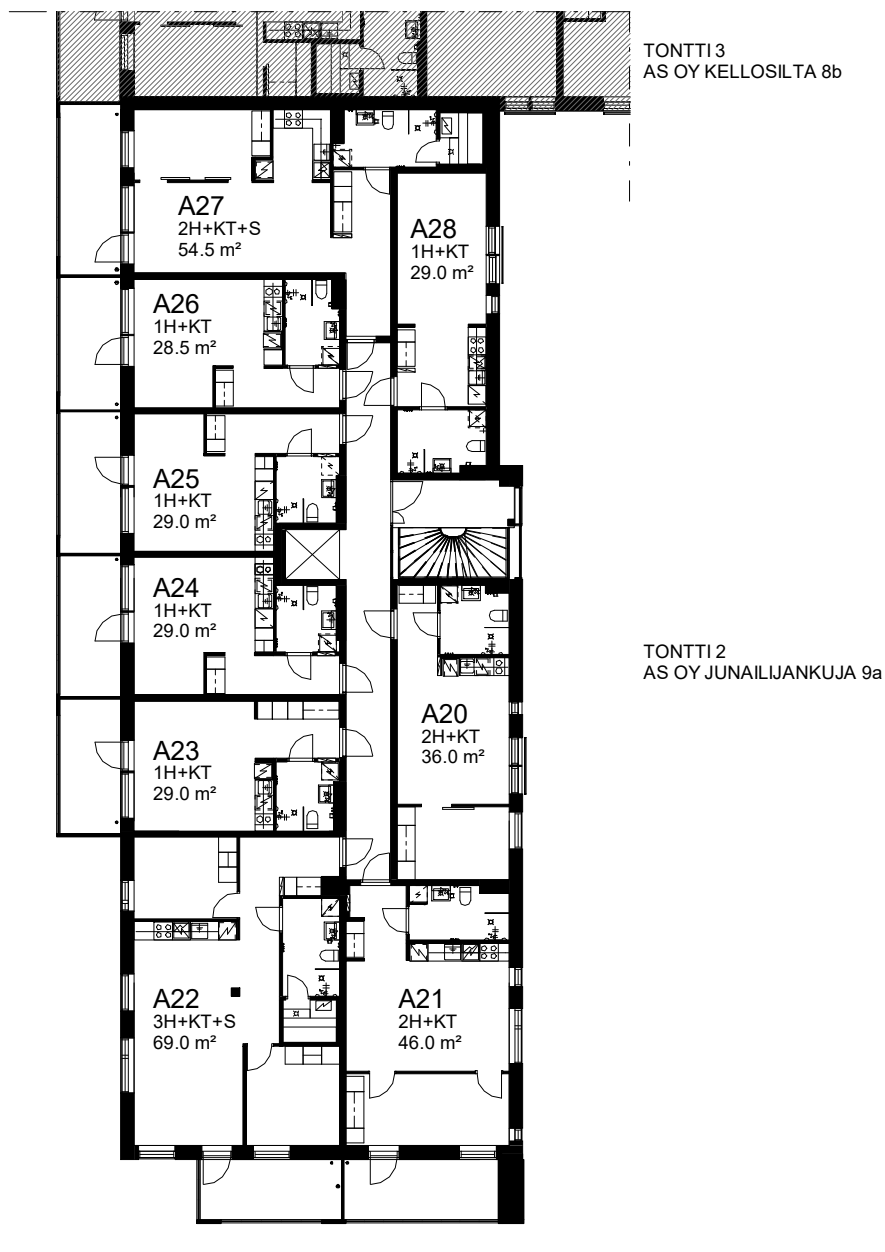 TONTTI 3
AS OY KELLOSILTA 8b
A27
2H+KT+S
54.5 m²
A28
1H+KT
29.0 m²
A26
1H+KT
28.5 m²
A25
1H+KT
29.0 m²
A24
1H+KT
29.0 m²
TONTTI 2
AS OY JUNAILIJANKUJA 9a
A20
2H+KT
36.0 m²
A23
1H+KT
29.0 m²
A22
3H+KT+S
69.0 m²
A21
2H+KT
46.0 m²